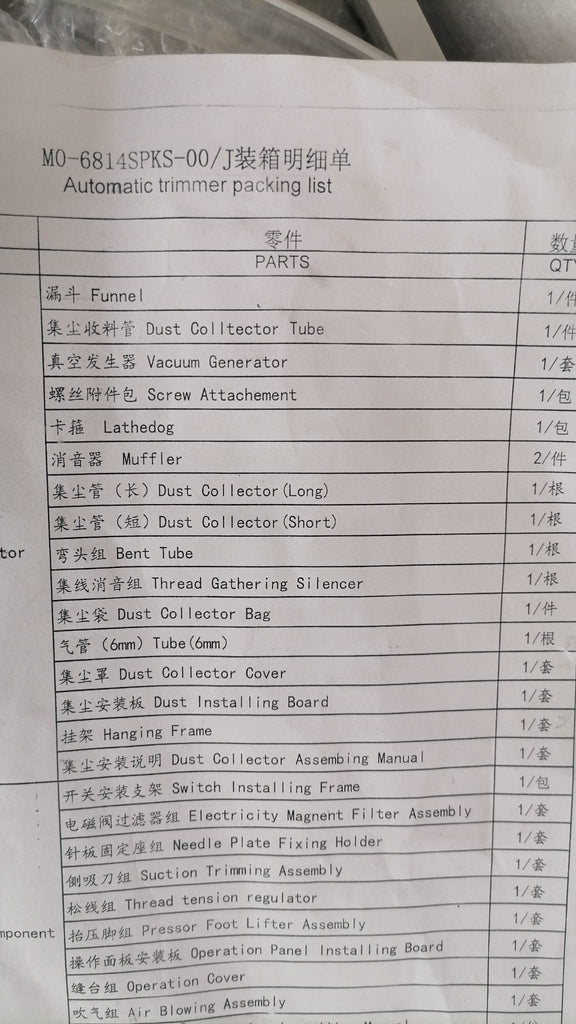 MO-6814SPKS-00/J装箱明细单
Automatic trimmer packing list
零件
PARTS QTY
漏斗 Funnel 1/件
集尘收料管 Dust Colltector Tube 1/件
真空发生器 Vacuum Generator 1/套
螺丝附件包 Screw Attachement 1/包
卡箍 Lathedog 1/包
消音器 Muffler 2/件
集尘管（长）Dust Collector(Long) 1/根
集尘管（短）Dust Collector(Short) 1/根
tor 弯头组 Bent Tube 1/根
集线消音组 Thread Gathering Silencer 1/根
集尘袋 Dust Collector Bag 1/件
气管（6mm）Tube(6mm) 1/根
集尘罩 Dust Collector Cover 1/套
集尘安装板 Dust Installing Board 1/套
挂架 Hanging Frame 1/套
集尘安装说明 Dust Collector Assembing Manual 1/套
开关安装支架 Switch Installing Frame 1/包
电磁阀过滤器组 Electricity Magnent Filter Assembly 1/套
针板固定座组 Needle Plate Fixing Holder 1/套
侧吸刀组 Suction Trimming Assembly 1/套
松线组 Thread tension regulator 1/套
mponent 抬压脚组 Pressor Foot Lifter Assembly 1/套
操作面板安装板 Operation Panel Installing Board 1/套
缝台组 Operation Cover 1/套
吹气组 Air Blowing Assembly 1/套